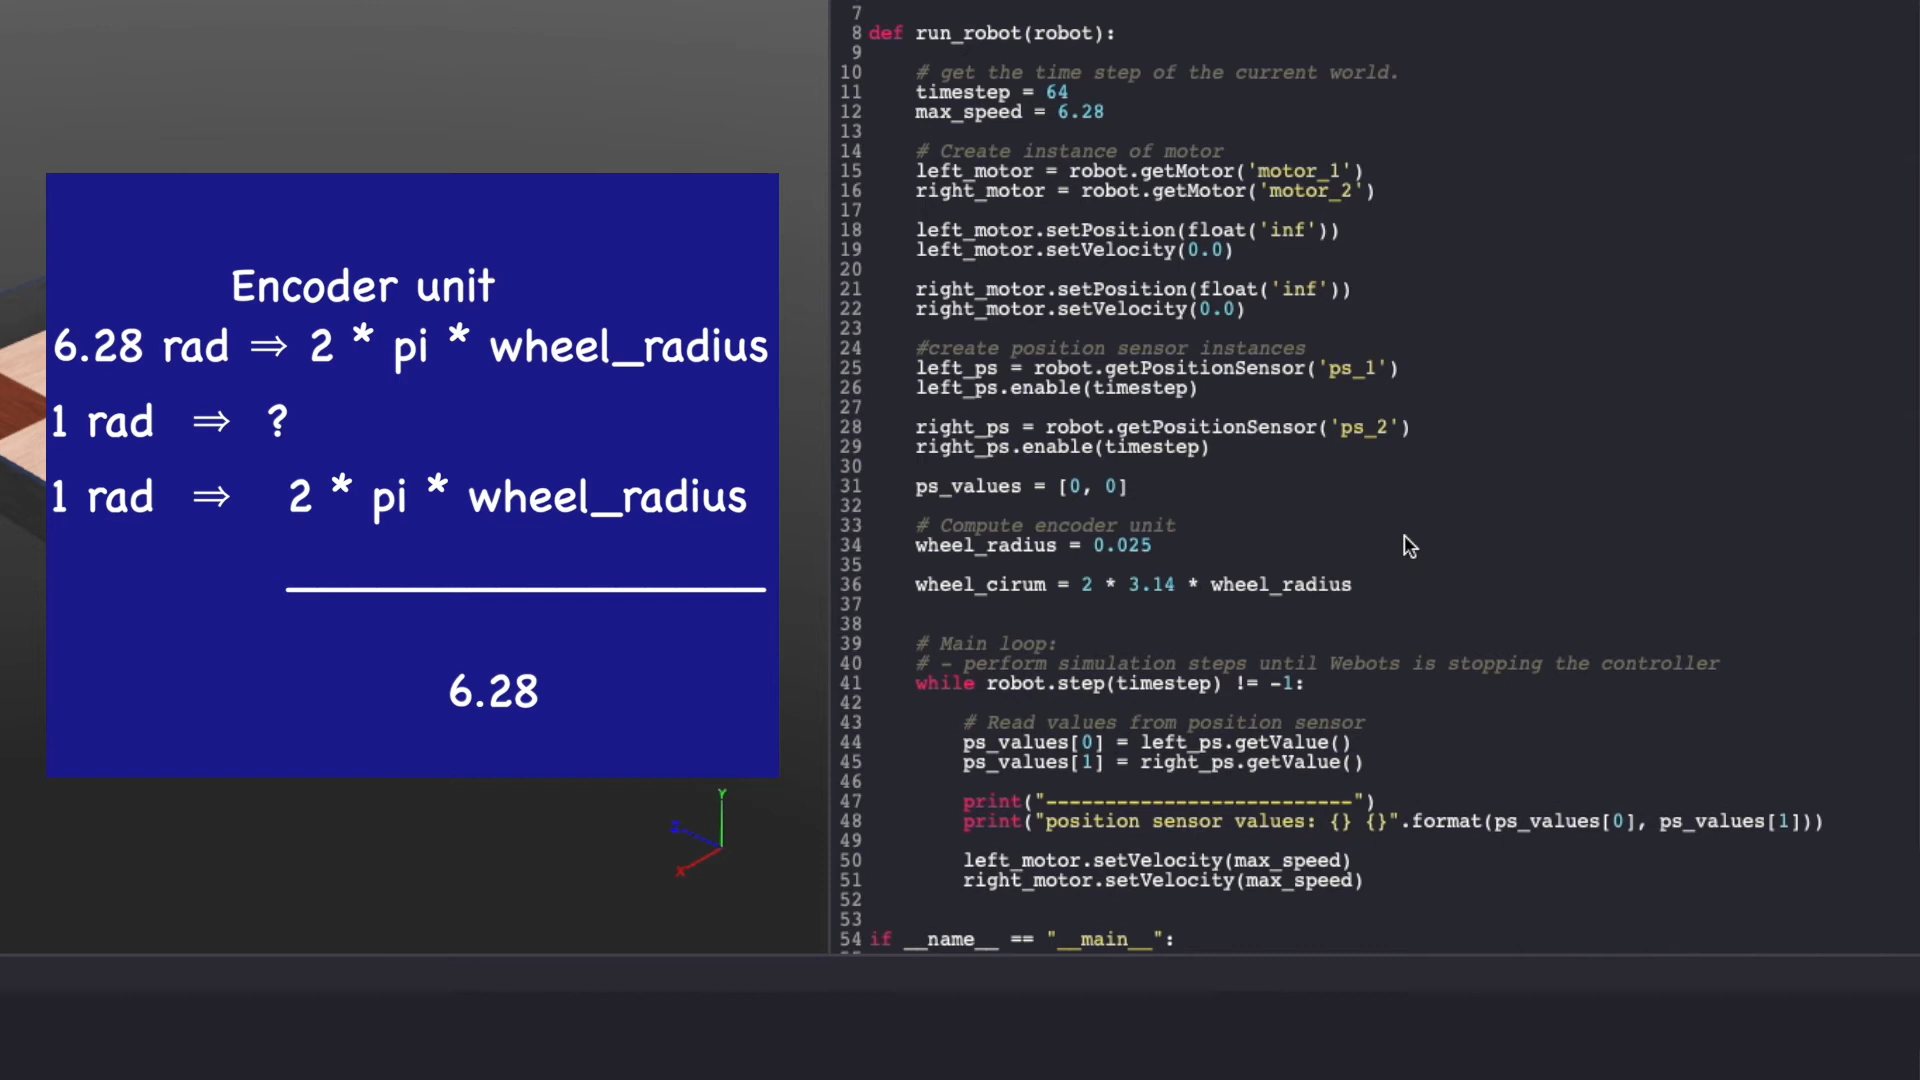 Encoder unit
6.28 rad ⇒ 2 * pi * wheel_radius
1 rad ⇒ ?
1 rad ⇒ 2 * pi * wheel_radius
6.28
Y
Z
X
7
8 def run_robot(robot):
9
10 # get the time step of the current world.
11 timestep = 64
12 max_speed = 6.28
13
14 # Create instance of motor
15 left_motor = robot.getMotor('motor_1')
16 right_motor = robot.getMotor('motor_2')
17
18 left_motor.setPosition(float('inf'))
19 left_motor.setVelocity(0.0)
20
21 right_motor.setPosition(float('inf'))
22 right_motor.setVelocity(0.0)
23
24 #create position sensor instances
25 left_ps = robot.getPositionSensor('ps_1')
26 left_ps.enable(timestep)
27
28 right_ps = robot.getPositionSensor('ps_2')
29 right_ps.enable(timestep)
30
31 ps_values = [0, 0]
32
33 # Compute encoder unit
34 wheel_radius = 0.025
35
36 wheel_cirum = 2 * 3.14 * wheel_radius
37
38
39 # Main loop:
40 # - perform simulation steps until Webots is stopping the controller
41 while robot.step(timestep) != -1:
42
43 # Read values from position sensor
44 ps_values[0] = left_ps.getValue()
45 ps_values[1] = right_ps.getValue()
46
47 print("--------------------------")
48 print("position sensor values: {} {}".format(ps_values[0], ps_values[1]))
49
50 left_motor.setVelocity(max_speed)
51 right_motor.setVelocity(max_speed)
52
53
54 if __name__ == "__main__":